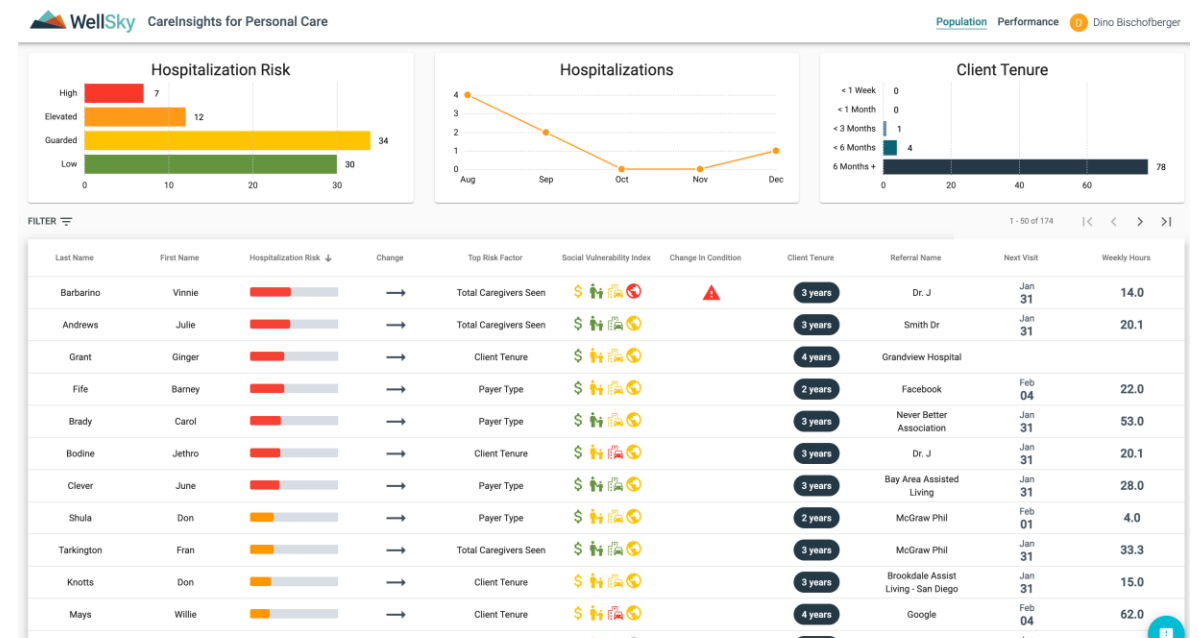 WellSky CareInsights for Personal Care
Population Performance D Dino Bischofberger
Hospitalization Risk
High 7
Elevated 12
Guarded 34
Low 30
0 10 20 30
Hospitalizations
4
3
2
1
0
Aug Sep Oct Nov Dec
Client Tenure
< 1 Week 0
< 1 Month 0
< 3 Months 1
< 6 Months 4
6 Months + 78
0 20 40 60
FILTER 1 - 50 of 174
Last Name First Name Hospitalization Risk Change Top Risk Factor Social Vulnerability Index Change In Condition Client Tenure Referral Name Next Visit Weekly Hours
Barbarino Vinnie Total Caregivers Seen $ 3 years Dr. J Jan 31 14.0
Andrews Julie Total Caregivers Seen $ 3 years Smith Dr Jan 31 20.1
Grant Ginger Client Tenure $ 4 years Grandview Hospital
Fife Barney Payer Type $ 2 years Facebook Feb 04 22.0
Brady Carol Payer Type $ 3 years Never Better Association Jan 31 53.0
Bodine Jethro Client Tenure $ 3 years Dr. J Jan 31 20.1
Clever June Payer Type $ 3 years Bay Area Assisted Living Jan 31 28.0
Shula Don Payer Type $ 2 years McGraw Phil Feb 01 4.0
Tarkington Fran Total Caregivers Seen $ 3 years McGraw Phil Jan 31 33.3
Knotts Don Client Tenure $ 3 years Brookdale Assist Living - San Diego Jan 31 15.0
Mays Willie Client Tenure $ 4 years Google Feb 04 62.0